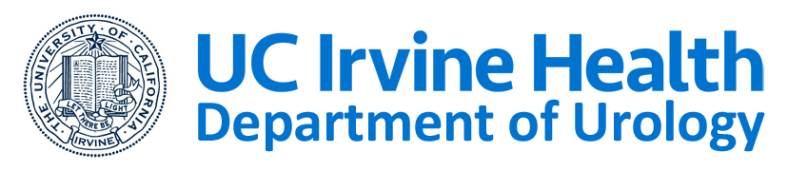 THE · UNIVERSITY · OF · CALIFORNIA
LET THERE BE LIGHT
IRVINE
UC Irvine Health
Department of Urology